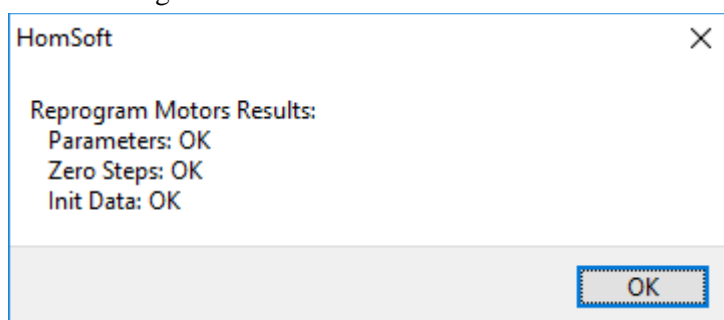 HomSoft
Reprogram Motors Results:
Parameters: OK
Zero Steps: OK
Init Data: OK
OK